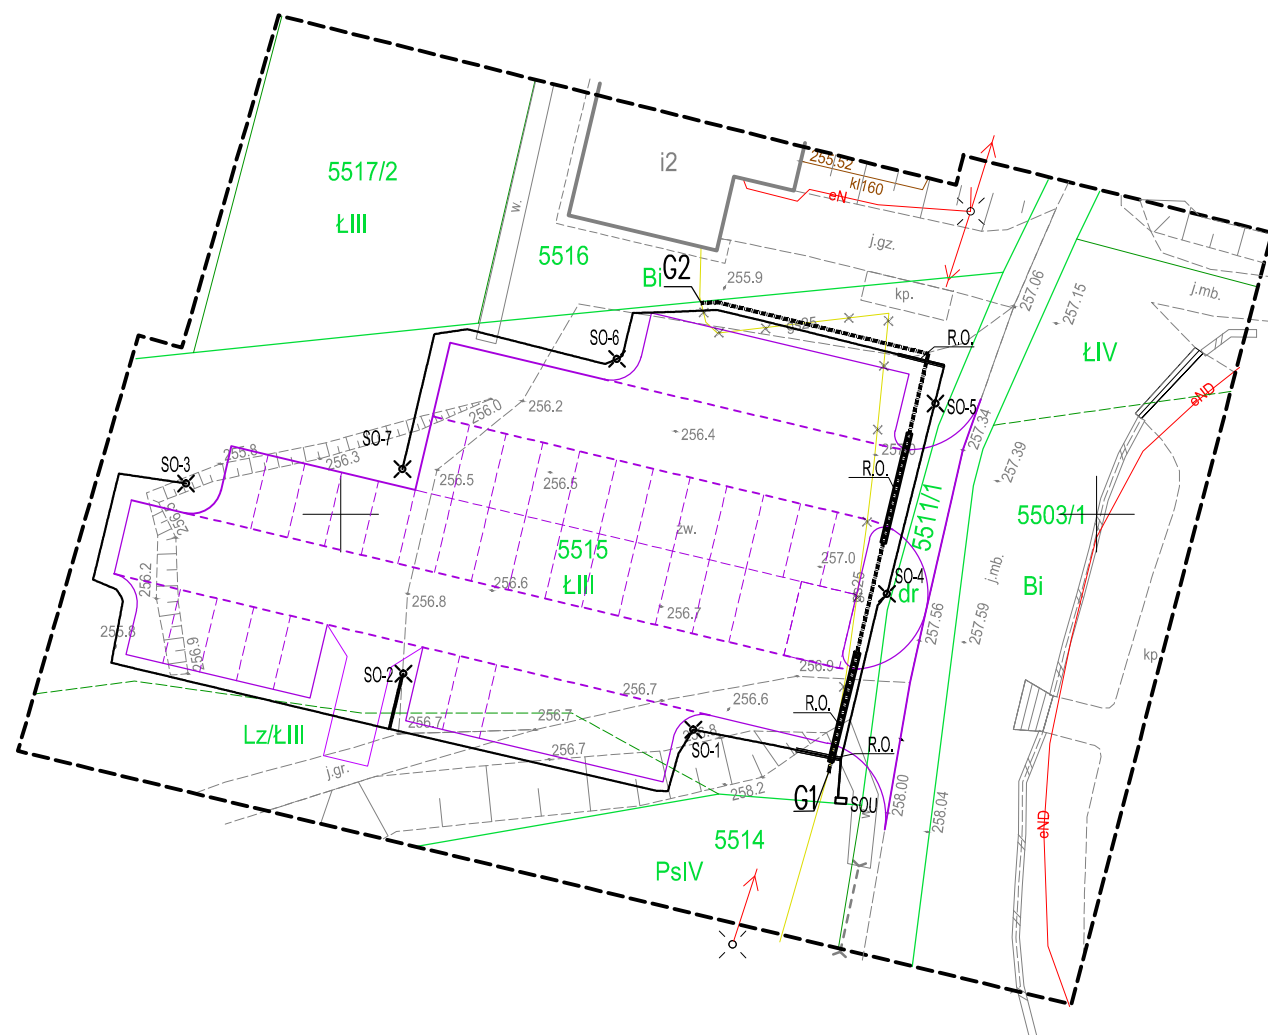 5517/2
ŁIII
w.
i2
255.52
kl160
eN
j.gz.
5516
Bi
G2
255.9
kp.
gs25
257.06
257.15
j.mb.
ŁIV
R.O.
SO-6
SO-5
SO-7
SO-3
256.0
256.2
256.4
257.34
257.39
eND
255.8
256.3
256.5
256.5
R.O.
5511/1
5503/1
zw.
5515
ŁIII
257.0
gs25
SO-4
dr
j.mb.
Bi
256.2
256.6
256.8
256.7
257.56
257.59
255.8
256.9
SO-2
256.9
kp
256.7
256.6
R.O.
Lz/ŁIII
256.7
256.7
SO-1
R.O.
256.7
j.gr.
258.2
G1
SOU
w.
258.00
258.04
eND
5514
PsIV